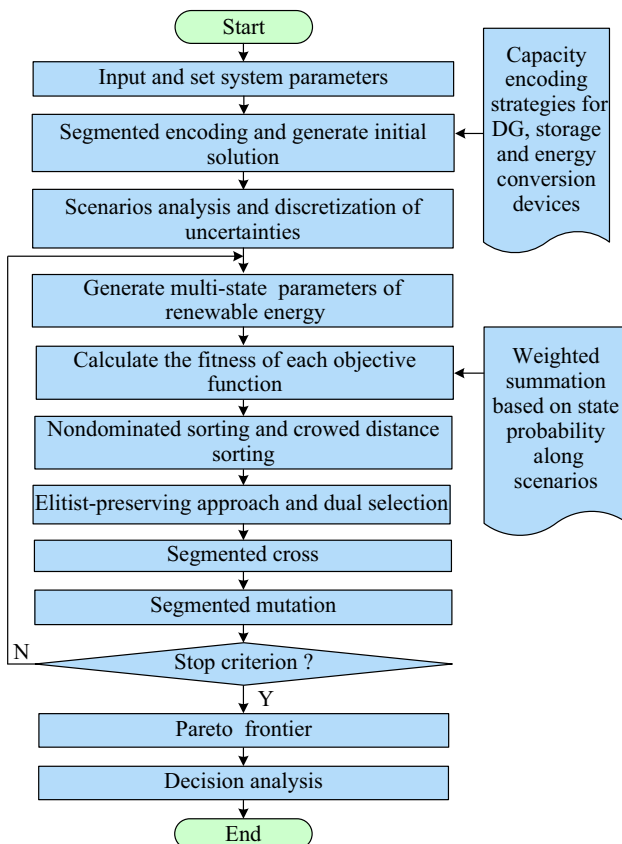 Start
Input and set system parameters
Segmented encoding and generate initial
solution
Scenarios analysis and discretization of
uncertainties
Generate multi-state parameters of
renewable energy
Calculate the fitness of each objective
function
Nondominated sorting and crowed distance
sorting
Elitist-preserving approach and dual selection
Segmented cross
Segmented mutation
Stop criterion ?
N
Y
Pareto frontier
Decision analysis
End
Capacity
encoding
strategies for
DG, storage
and energy
conversion
devices
Weighted
summation
based on state
probability
along
scenarios